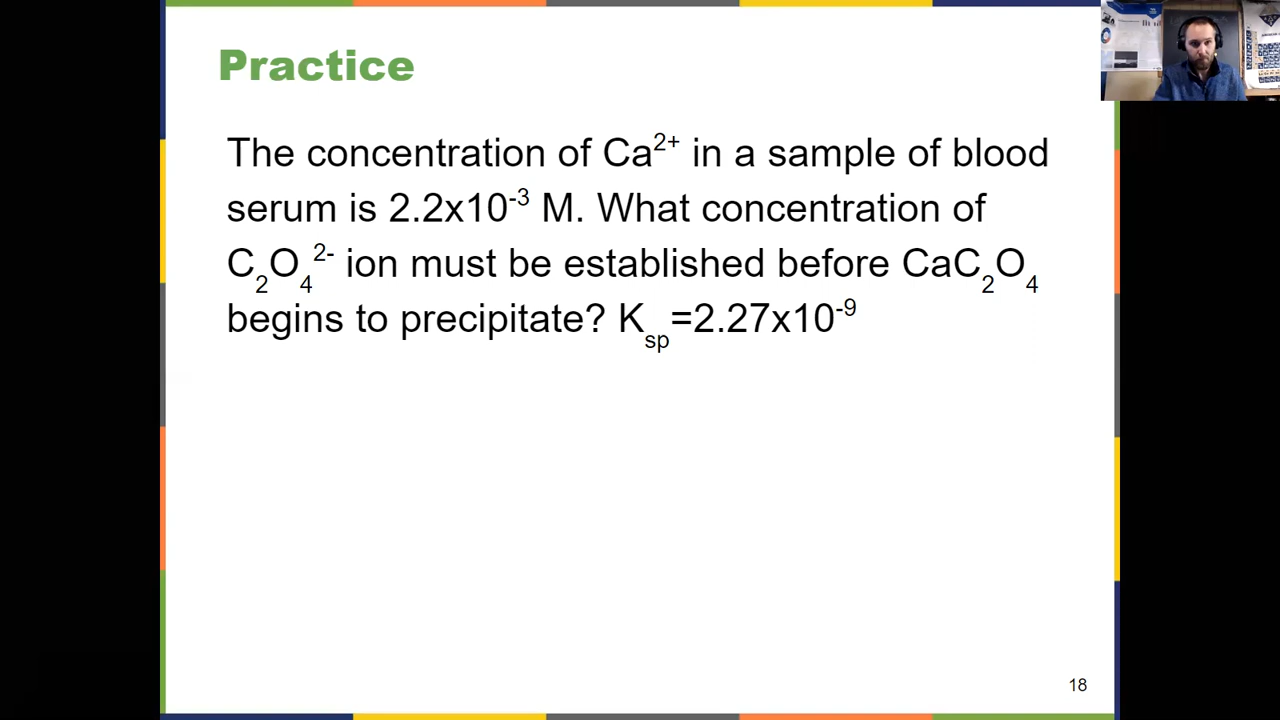 Practice
The concentration of Ca²⁺ in a sample of blood
serum is 2.2x10⁻³ M. What concentration of
C₂O₄²⁻ ion must be established before CaC₂O₄
begins to precipitate? Kₛₚ=2.27x10⁻⁹
18